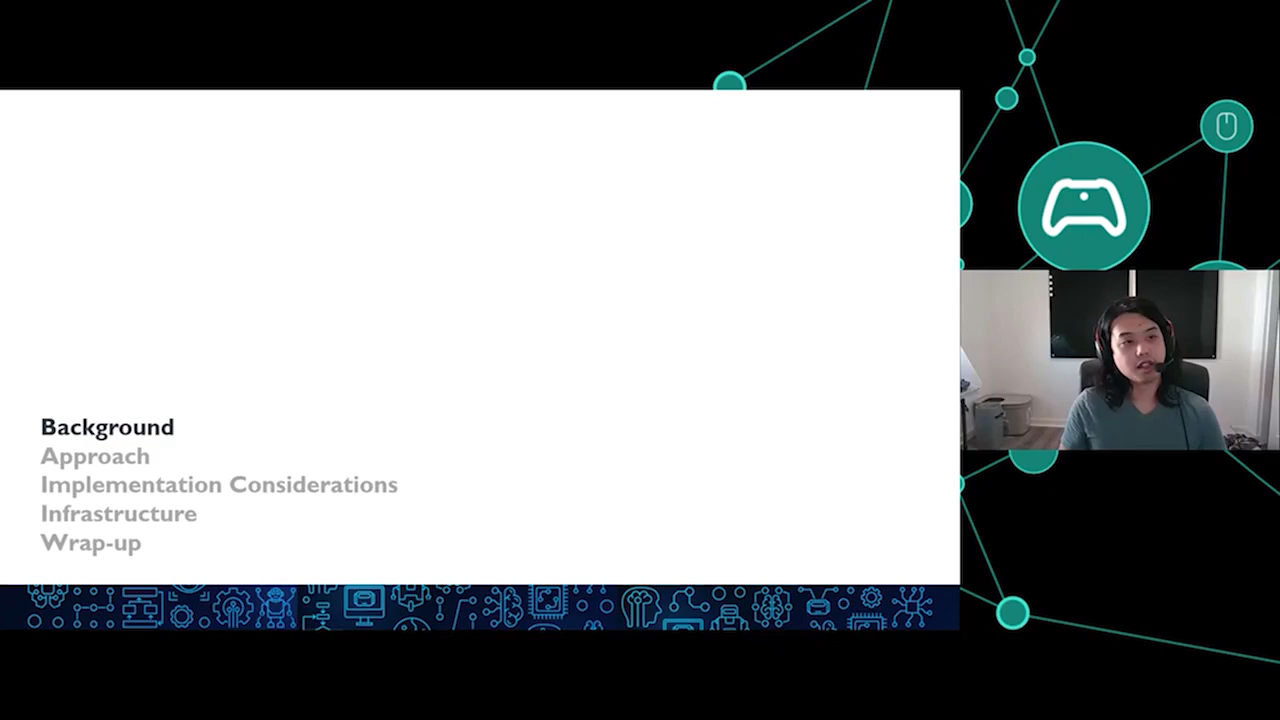 Background
Approach
Implementation Considerations
Infrastructure
Wrap-up